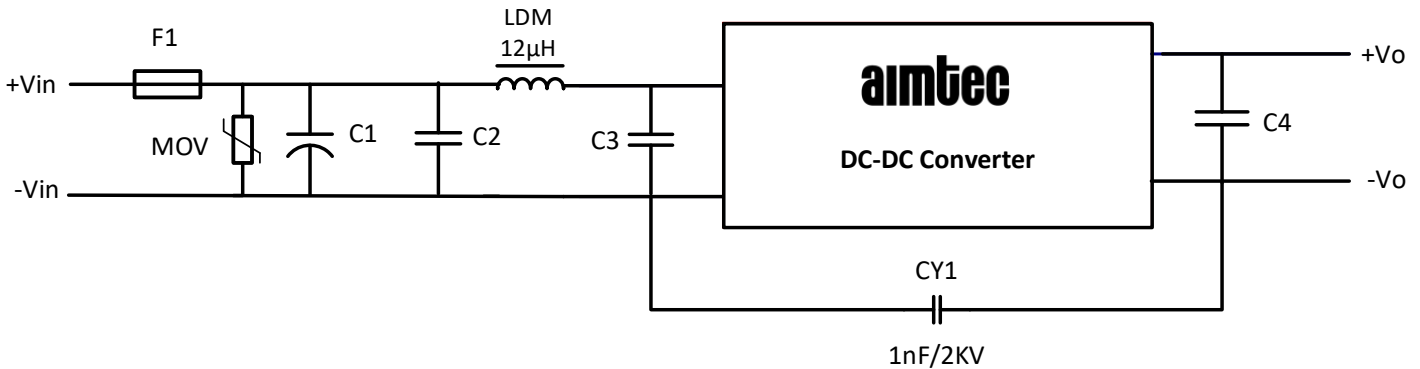 LDM
12µH
F1
+Vin
MOV
C1
C2
C3
-Vin
aimtec
DC-DC Converter
+Vo
C4
-Vo
CY1
1nF/2KV